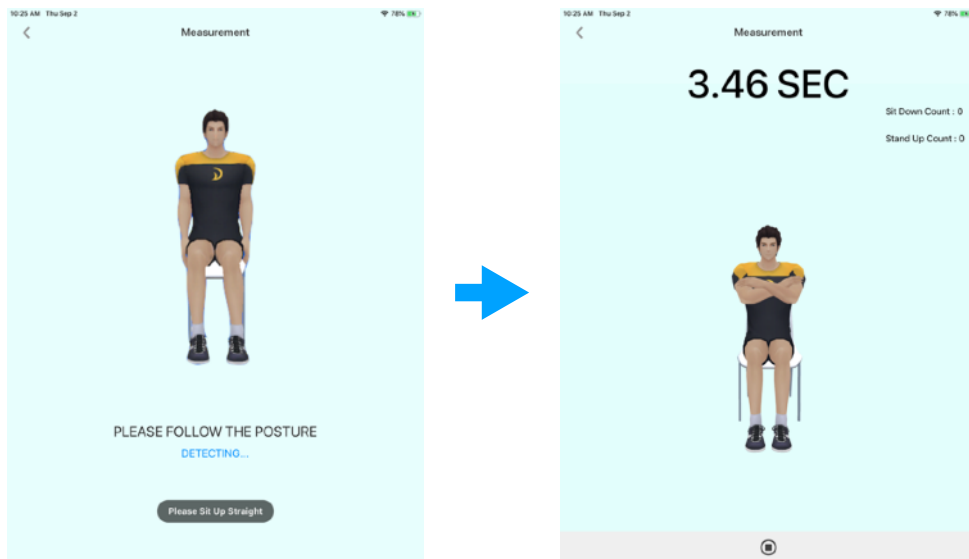 10:25 AM Thu Sep 2
78%
Measurement
PLEASE FOLLOW THE POSTURE
DETECTING...
Please Sit Up Straight
10:25 AM Thu Sep 2
78%
Measurement
3.46 SEC
Sit Down Count : 0
Stand Up Count : 0